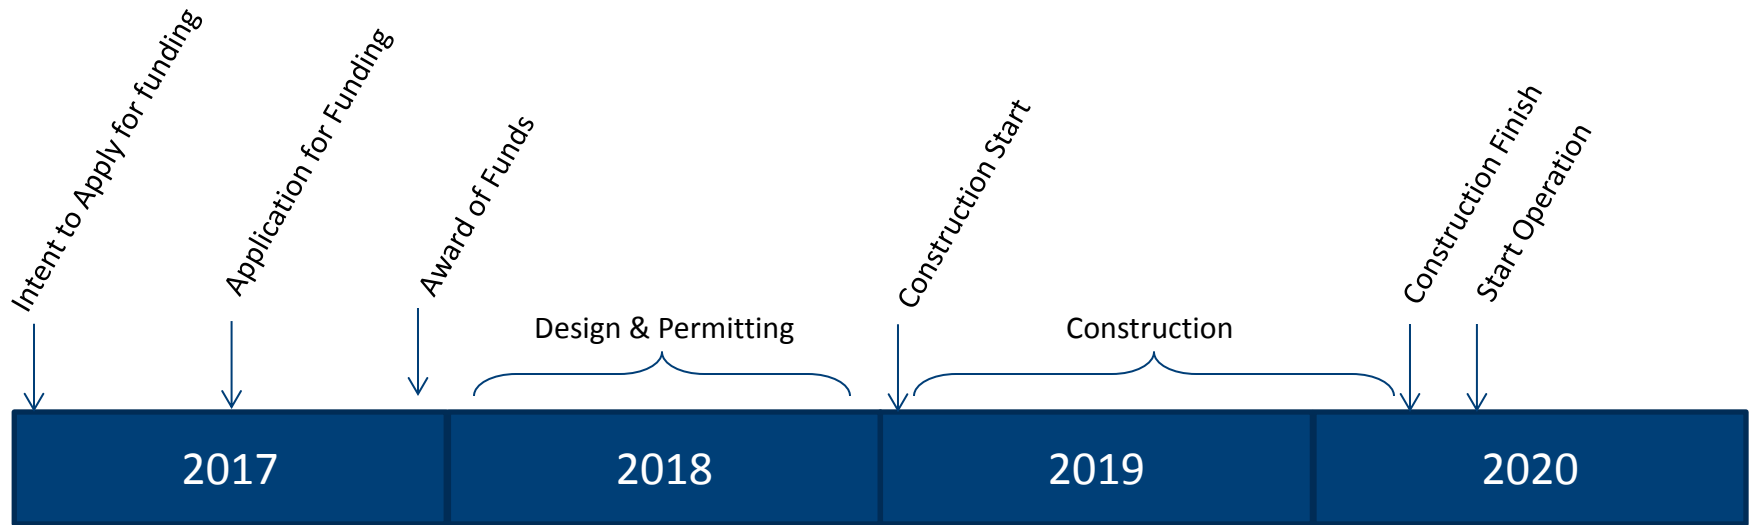 Intent to Apply for funding
Application for Funding
Award of Funds
Construction Start
Construction Finish
Start Operation
Design & Permitting
Construction
2017
2018
2019
2020